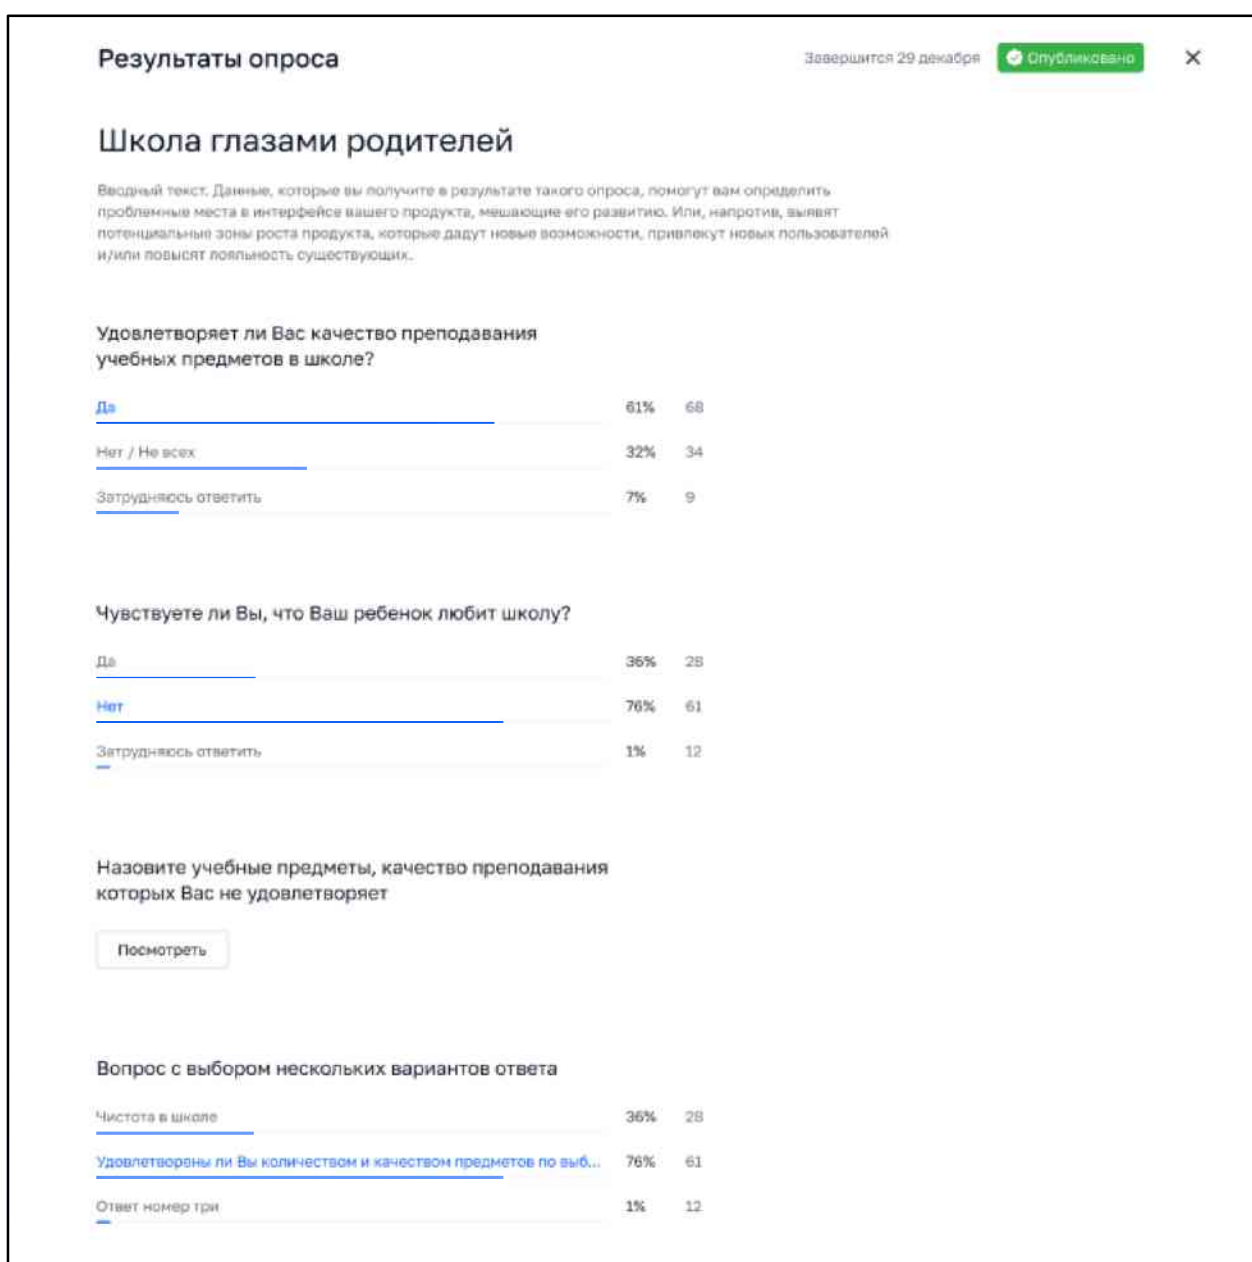 Результаты опроса
Завершится 29 декабря
Опубликовано
Школа глазами родителей
Вводный текст. Данные, которые вы получите в результате такого опроса, помогут вам определить
проблемные места в интерфейсе вашего продукта, мешающие его развитию. Или, напротив, выявят
потенциальные зоны роста продукта, которые дадут новые возможности, привлекут новых пользователей
и/или повысят лояльность существующих.
Удовлетворяет ли Вас качество преподавания
учебных предметов в школе?
Да 61% 68
Нет / Не всех 32% 34
Затрудняюсь ответить 7% 9
Чувствуете ли Вы, что Ваш ребенок любит школу?
Да 36% 28
Нет 76% 61
Затрудняюсь ответить 1% 12
Назовите учебные предметы, качество преподавания
которых Вас не удовлетворяет
Посмотреть
Вопрос с выбором нескольких вариантов ответа
Чистота в школе 36% 28
Удовлетворены ли Вы количеством и качеством предметов по выб... 76% 61
Ответ номер три 1% 12